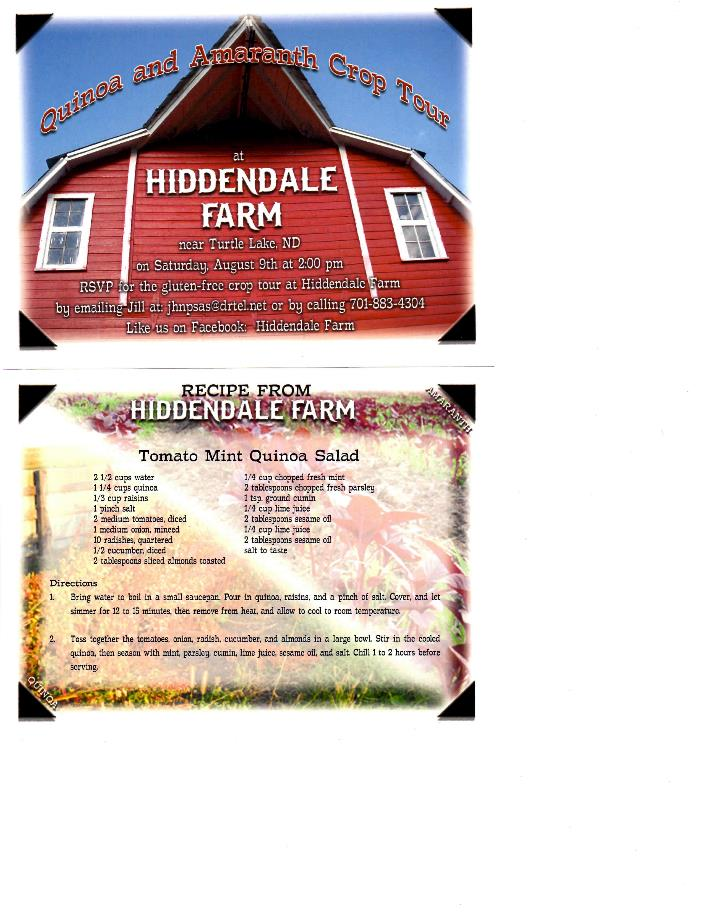 Quinoa and Amaranth Crop Tour
at
HIDDENDALE
FARM
near Turtle Lake, ND
on Saturday, August 9th at 2:00 pm
RSVP for the gluten-free crop tour at Hiddendale Farm
by emailing Jill at: jhnpsas@drtel.net or by calling 701-883-4304
Like us on Facebook: Hiddendale Farm
RECIPE FROM
HIDDENDALE FARM
AMARANTH
Tomato Mint Quinoa Salad
2 1/2 cups water
1 1/4 cups quinoa
1/3 cup raisins
1 pinch salt
2 medium tomatoes, diced
1 medium onion, minced
10 radishes, quartered
1/2 cucumber, diced
2 tablespoons sliced almonds toasted
1/4 cup chopped fresh mint
2 tablespoons chopped fresh parsley
1 tsp. ground cumin
1/4 cup lime juice
2 tablespoons sesame oil
1/4 cup lime juice
2 tablespoons sesame oil
salt to taste
Directions
1. Bring water to boil in a small saucepan. Pour in quinoa, raisins, and a pinch of salt. Cover, and let
simmer for 12 to 15 minutes, then remove from heat, and allow to cool to room temperature.
2. Toss together the tomatoes, onion, radish, cucumber, and almonds in a large bowl. Stir in the cooled
quinoa, then season with mint, parsley, cumin, lime juice, sesame oil, and salt. Chill 1 to 2 hours before
serving.
QUINOA